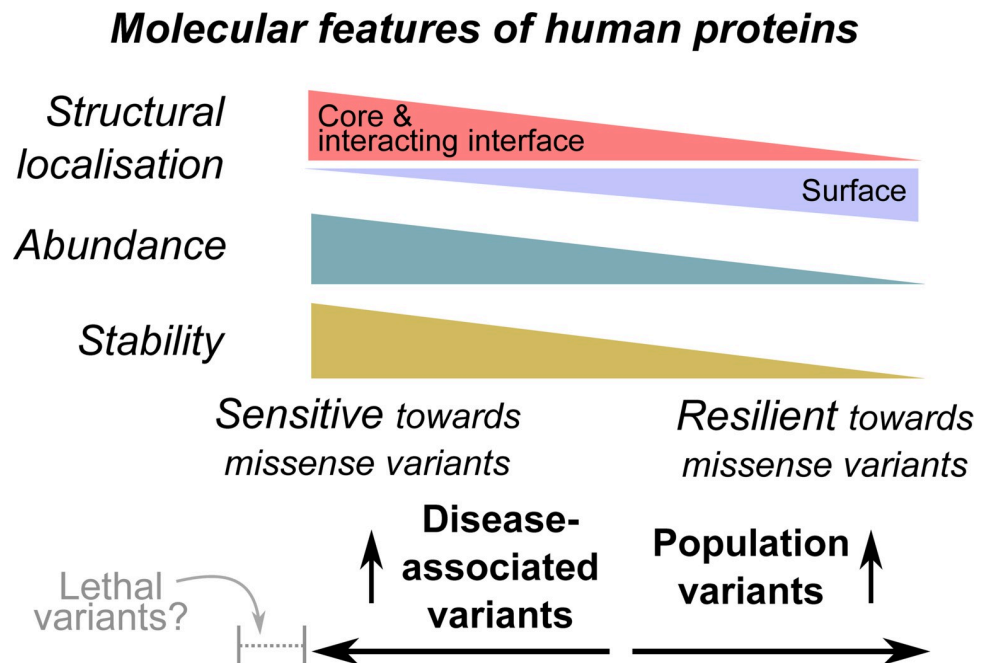 Molecular features of human proteins
Structural
localisation
Core &
interacting interface
Surface
Abundance
Stability
Sensitive towards
missense variants
Resilient towards
missense variants
Disease-
associated
variants
Population
variants
Lethal
variants?